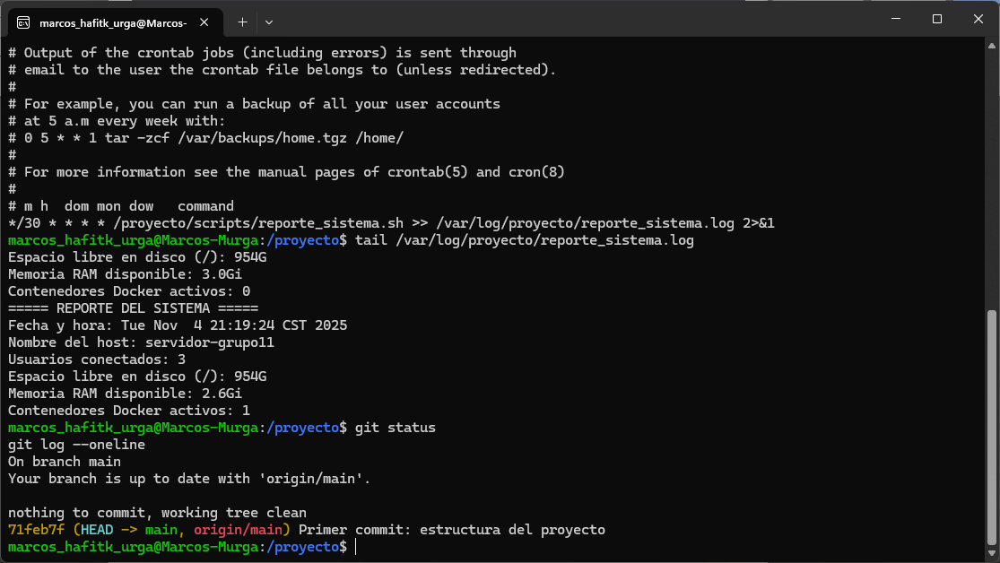 marcos_hafitk_urga@Marcos-
# Output of the crontab jobs (including errors) is sent through
# email to the user the crontab file belongs to (unless redirected).
#
# For example, you can run a backup of all your user accounts
# at 5 a.m every week with:
# 0 5 * * 1 tar -zcf /var/backups/home.tgz /home/
#
# For more information see the manual pages of crontab(5) and cron(8)
#
# m h  dom mon dow   command
*/30 * * * * /proyecto/scripts/reporte_sistema.sh >> /var/log/proyecto/reporte_sistema.log 2>&1
marcos_hafitk_urga@Marcos-Murga:/proyecto$ tail /var/log/proyecto/reporte_sistema.log
Espacio libre en disco (/): 954G
Memoria RAM disponible: 3.0Gi
Contenedores Docker activos: 0
===== REPORTE DEL SISTEMA =====
Fecha y hora: Tue Nov  4 21:19:24 CST 2025
Nombre del host: servidor-grupo11
Usuarios conectados: 3
Espacio libre en disco (/): 954G
Memoria RAM disponible: 2.6Gi
Contenedores Docker activos: 1
marcos_hafitk_urga@Marcos-Murga:/proyecto$ git status
git log --oneline
On branch main
Your branch is up to date with 'origin/main'.

nothing to commit, working tree clean
71feb7f (HEAD -> main, origin/main) Primer commit: estructura del proyecto
marcos_hafitk_urga@Marcos-Murga:/proyecto$